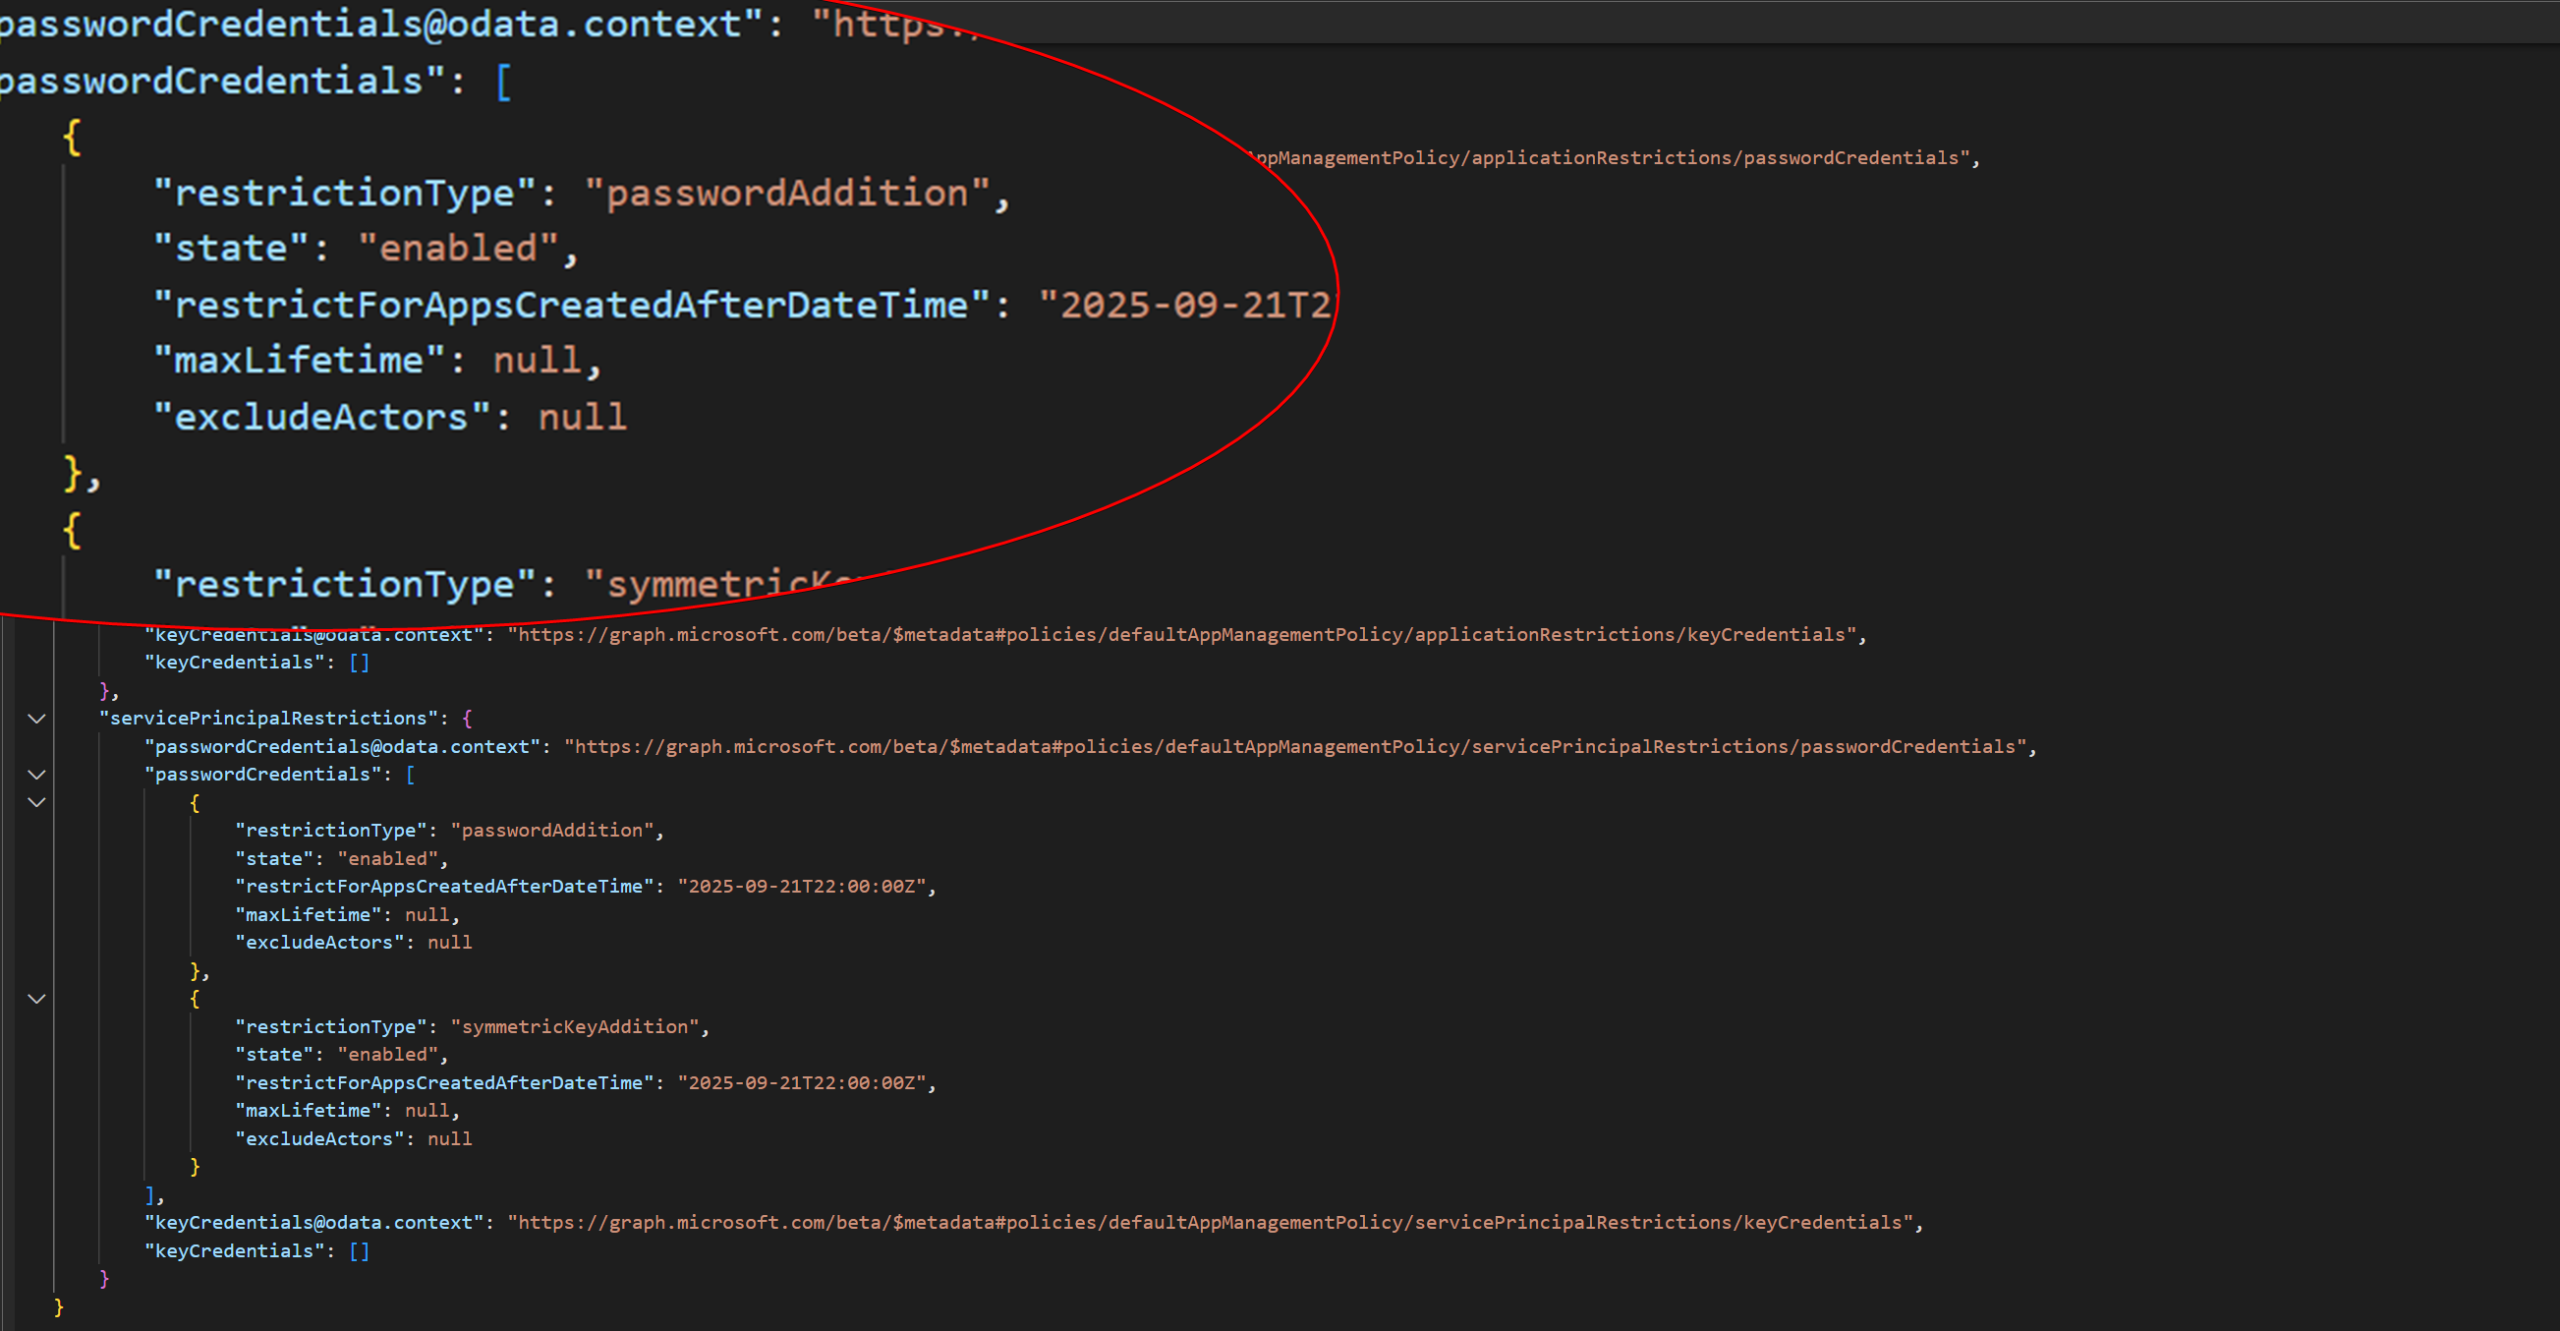 passwordCredentials@odata.context": "https:/
passwordCredentials": [
{
"restrictionType": "passwordAddition",
"state": "enabled",
"restrictForAppsCreatedAfterDateTime": "2025-09-21T2
"maxLifetime": null,
"excludeActors": null
},
{
"restrictionType": "symmetricKe
AppManagementPolicy/applicationRestrictions/passwordCredentials",
"keyCredentials@odata.context": "https://graph.microsoft.com/beta/$metadata#policies/defaultAppManagementPolicy/applicationRestrictions/keyCredentials",
"keyCredentials": []
},
"servicePrincipalRestrictions": {
"passwordCredentials@odata.context": "https://graph.microsoft.com/beta/$metadata#policies/defaultAppManagementPolicy/servicePrincipalRestrictions/passwordCredentials",
"passwordCredentials": [
{
"restrictionType": "passwordAddition",
"state": "enabled",
"restrictForAppsCreatedAfterDateTime": "2025-09-21T22:00:00Z",
"maxLifetime": null,
"excludeActors": null
},
{
"restrictionType": "symmetricKeyAddition",
"state": "enabled",
"restrictForAppsCreatedAfterDateTime": "2025-09-21T22:00:00Z",
"maxLifetime": null,
"excludeActors": null
}
],
"keyCredentials@odata.context": "https://graph.microsoft.com/beta/$metadata#policies/defaultAppManagementPolicy/servicePrincipalRestrictions/keyCredentials",
"keyCredentials": []
}
}